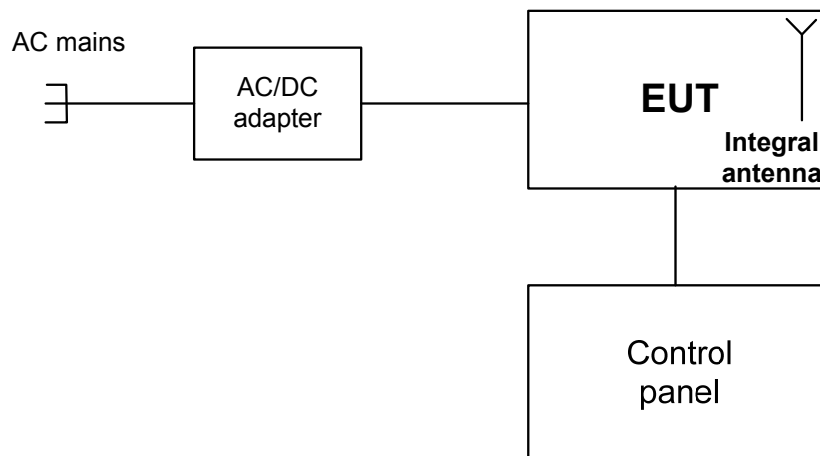 AC mains
AC/DC
adapter
EUT
Integral
antenna
Control
panel